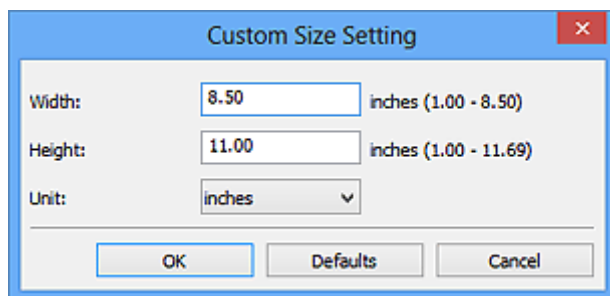 Custom Size Setting
Width: 8.50 inches (1.00 - 8.50)
Height: 11.00 inches (1.00 - 11.69)
Unit: inches
OK Defaults Cancel